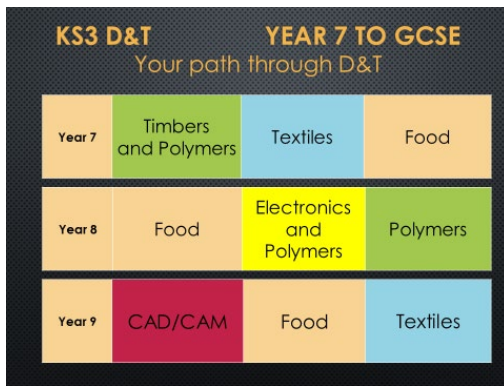 KS3 D&T YEAR 7 TO GCSE
Your path through D&T
Year 7
Timbers
and Polymers
Textiles
Food
Year 8
Food
Electronics
and
Polymers
Polymers
Year 9
CAD/CAM
Food
Textiles